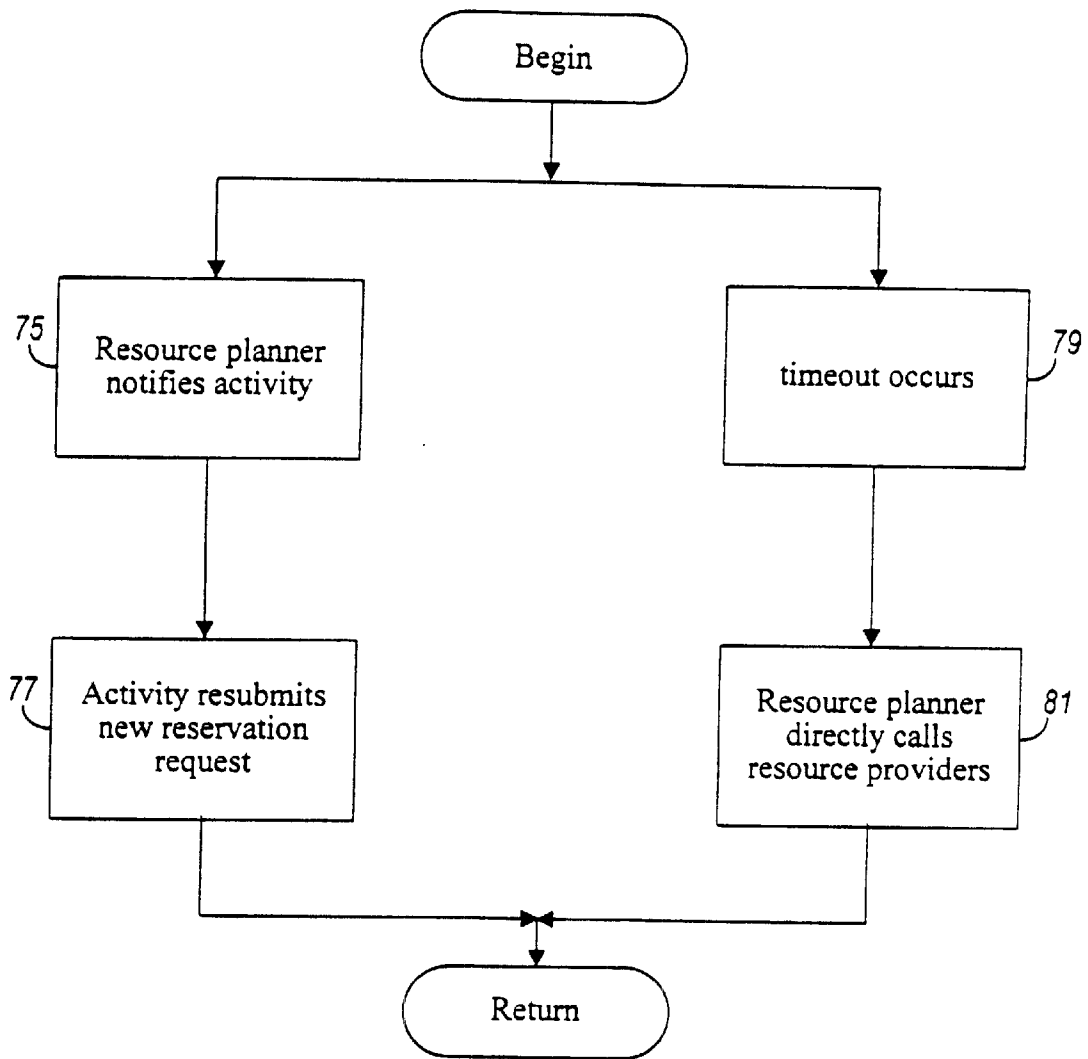 Begin
75
Resource planner
notifies activity
79
timeout occurs
77
Activity resubmits
new reservation
request
81
Resource planner
directly calls
resource providers
Return